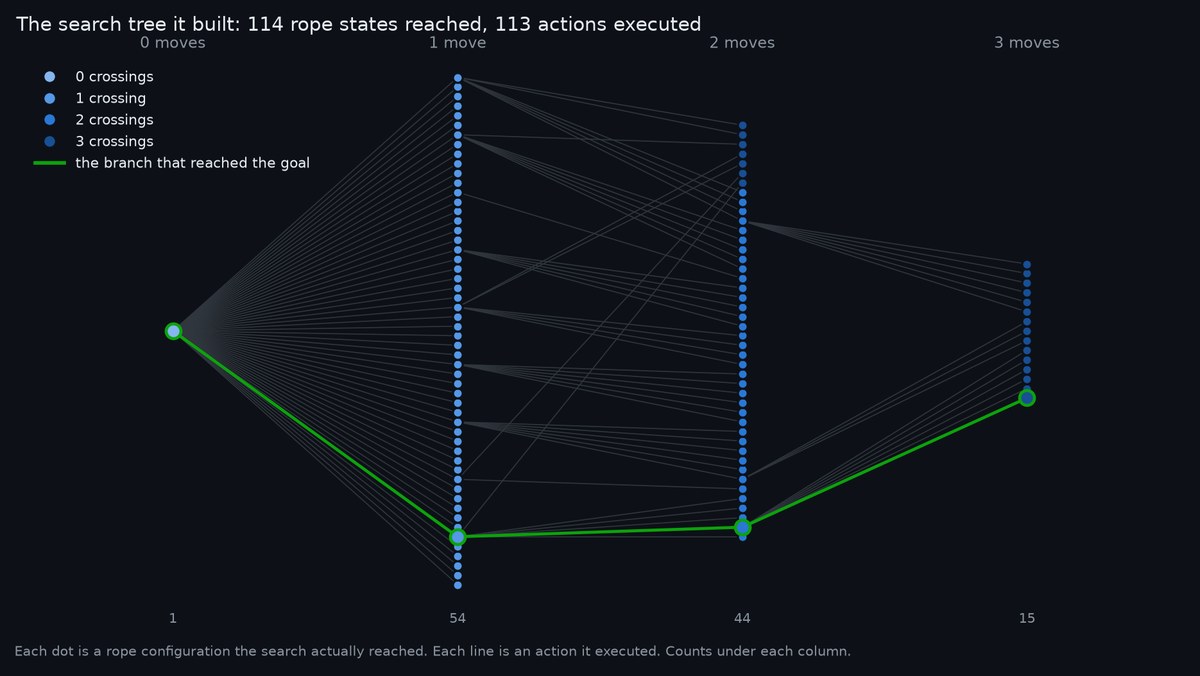 The search tree it built: 114 rope states reached, 113 actions executed
0 moves 1 move 2 moves 3 moves
0 crossings
1 crossing
2 crossings
3 crossings
the branch that reached the goal
1 54 44 15
Each dot is a rope configuration the search actually reached. Each line is an action it executed. Counts under each column.